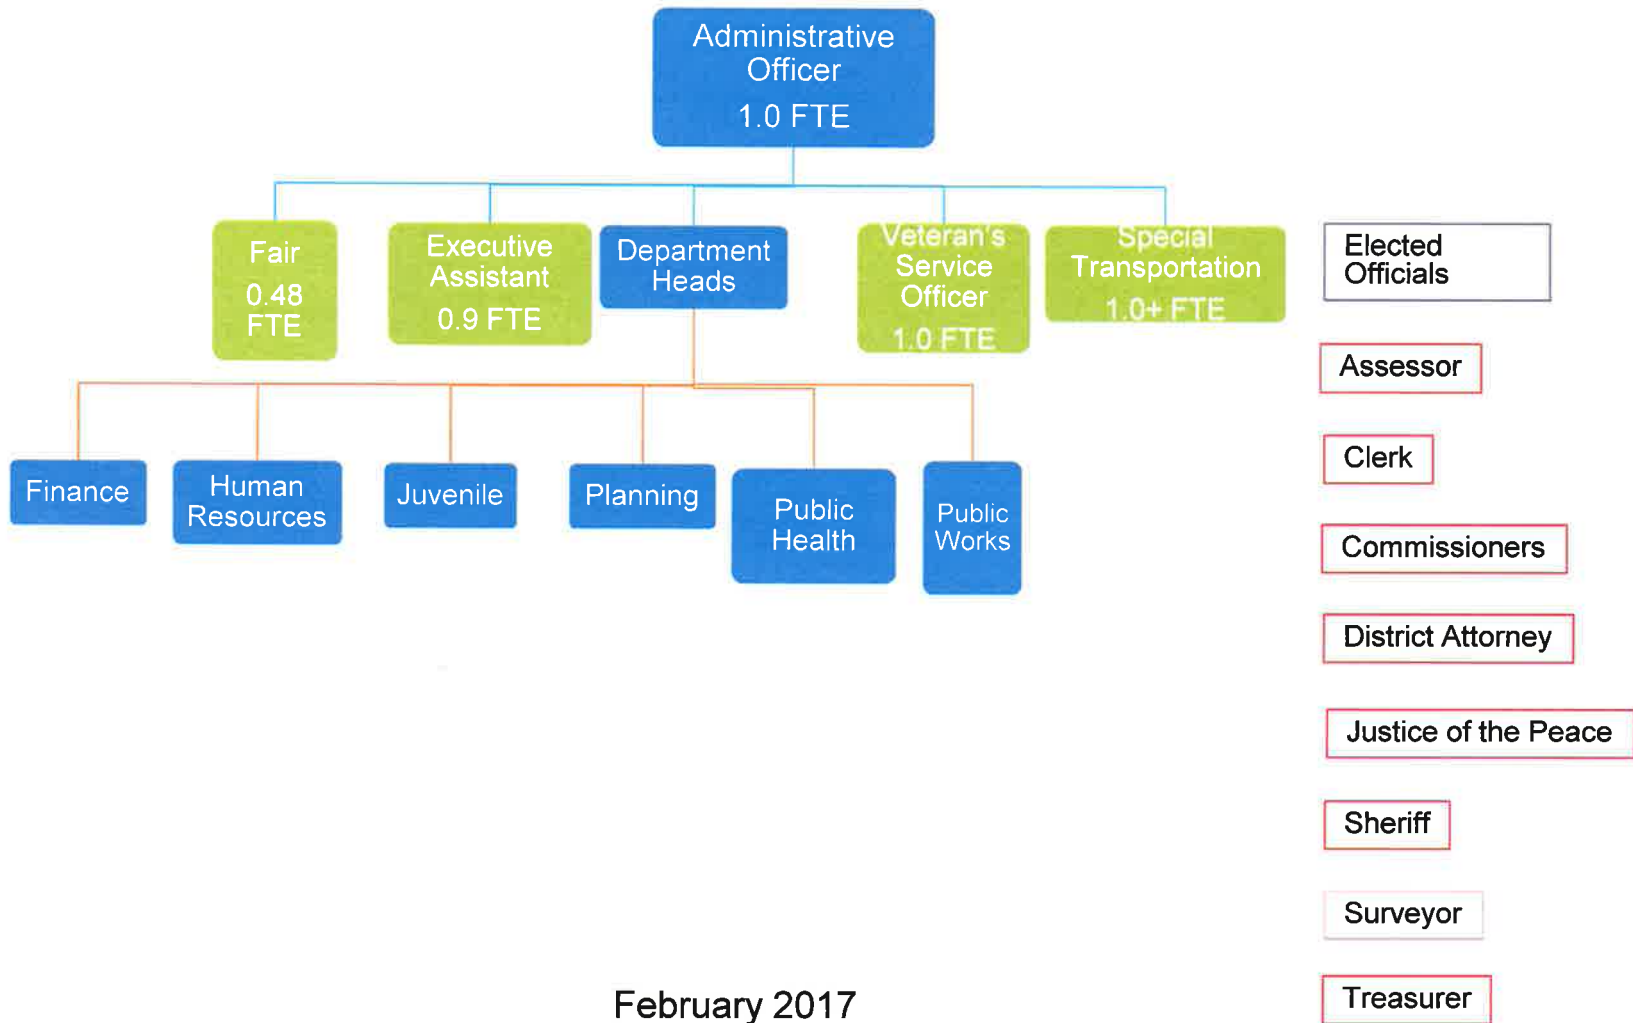 Administrative
Officer
1.0 FTE
Fair
0.48
FTE
Executive
Assistant
0.9 FTE
Department
Heads
Veteran's
Service
Officer
1.0 FTE
Special
Transportation
1.0+ FTE
Elected
Officials
Assessor
Clerk
Commissioners
District Attorney
Justice of the Peace
Sheriff
Surveyor
Treasurer
Finance
Human
Resources
Juvenile
Planning
Public
Health
Public
Works
February 2017